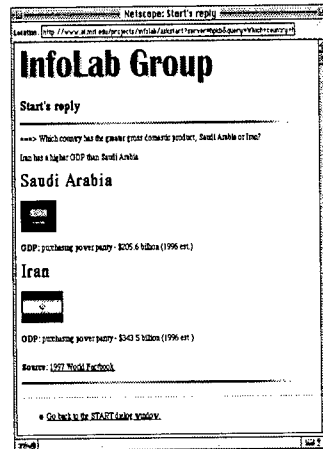 Netscape: Start's reply
InfoLab Group
Start's reply
===> Which country has the greater gross domestic product, Saudi Arabia or Iran?
Iran has a higher GDP than Saudi Arabia
Saudi Arabia
GDP: purchasing power parity - $205.6 billion (1996 est.)
Iran
GDP: purchasing power parity - $343.5 billion (1996 est.)
Source: 1997 World Factbook
Go back to the START dialog window.